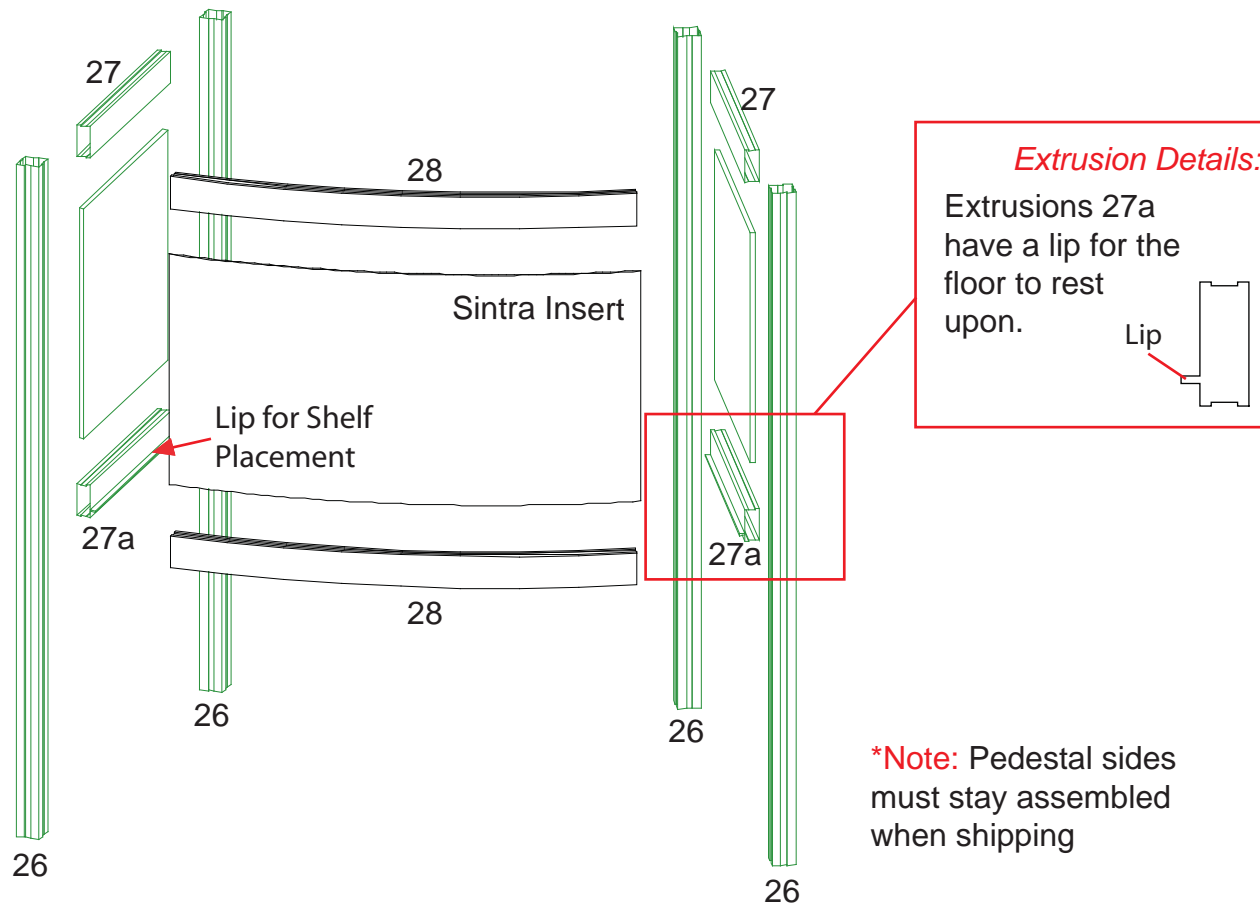 27
27
28
Extrusion Details:
Extrusions 27a
have a lip for the
floor to rest
upon.
Lip
Sintra Insert
Lip for Shelf
Placement
27a
27a
28
26
26
*Note: Pedestal sides
must stay assembled
when shipping
26
26